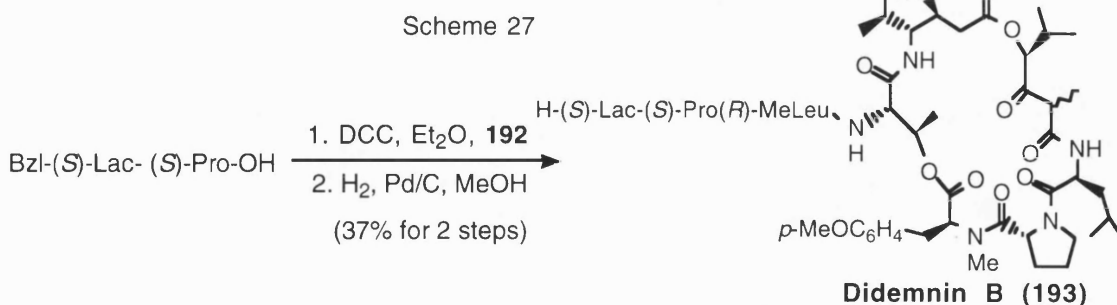 Scheme 27
Bzl-(S)-Lac- (S)-Pro-OH
1. DCC, Et2O, 192
2. H2, Pd/C, MeOH
(37% for 2 steps)
H-(S)-Lac-(S)-Pro(R)-MeLeu
O
O
NH
O
N
H
O
O
O
O
NH
O
O
O
N
N
Me
p-MeOC6H4
Didemnin B (193)